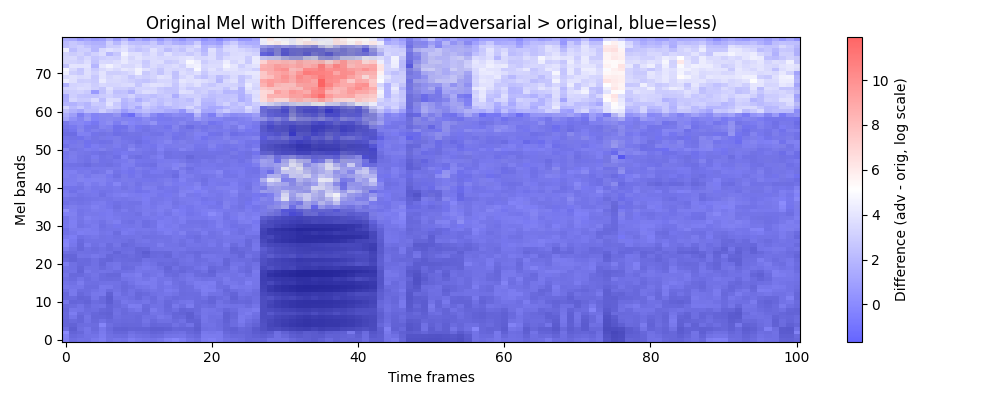 Original Mel with Differences (red=adversarial > original, blue=less)
Mel bands
70
60
50
40
30
20
10
0
0 20 40 60 80 100
Time frames
10
8
6
4
2
0
Difference (adv - orig, log scale)